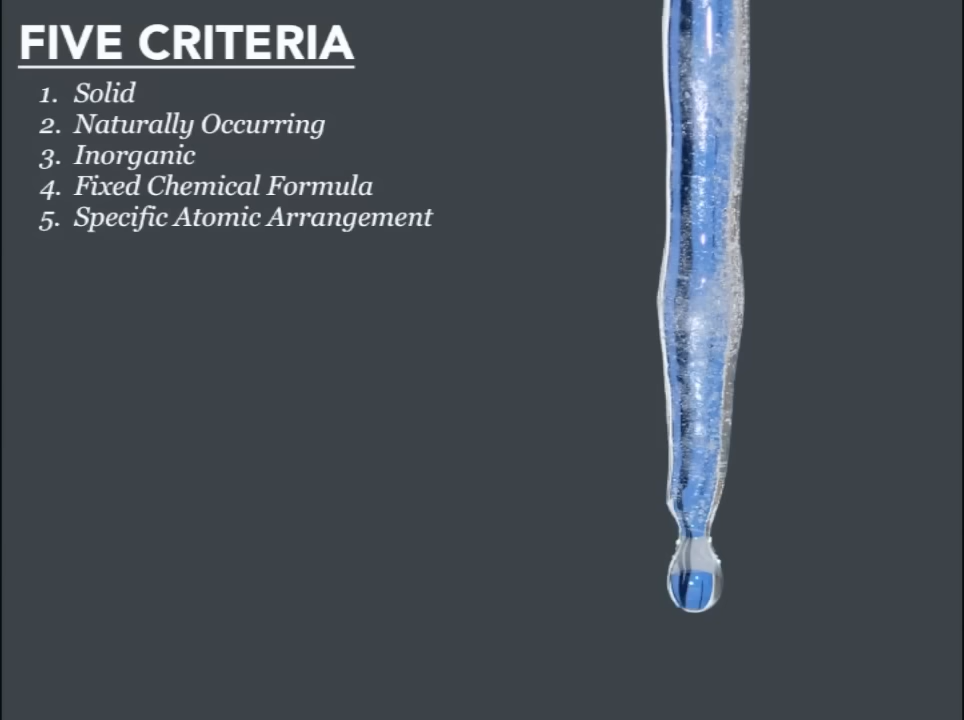 FIVE CRITERIA
1. Solid
2. Naturally Occurring
3. Inorganic
4. Fixed Chemical Formula
5. Specific Atomic Arrangement